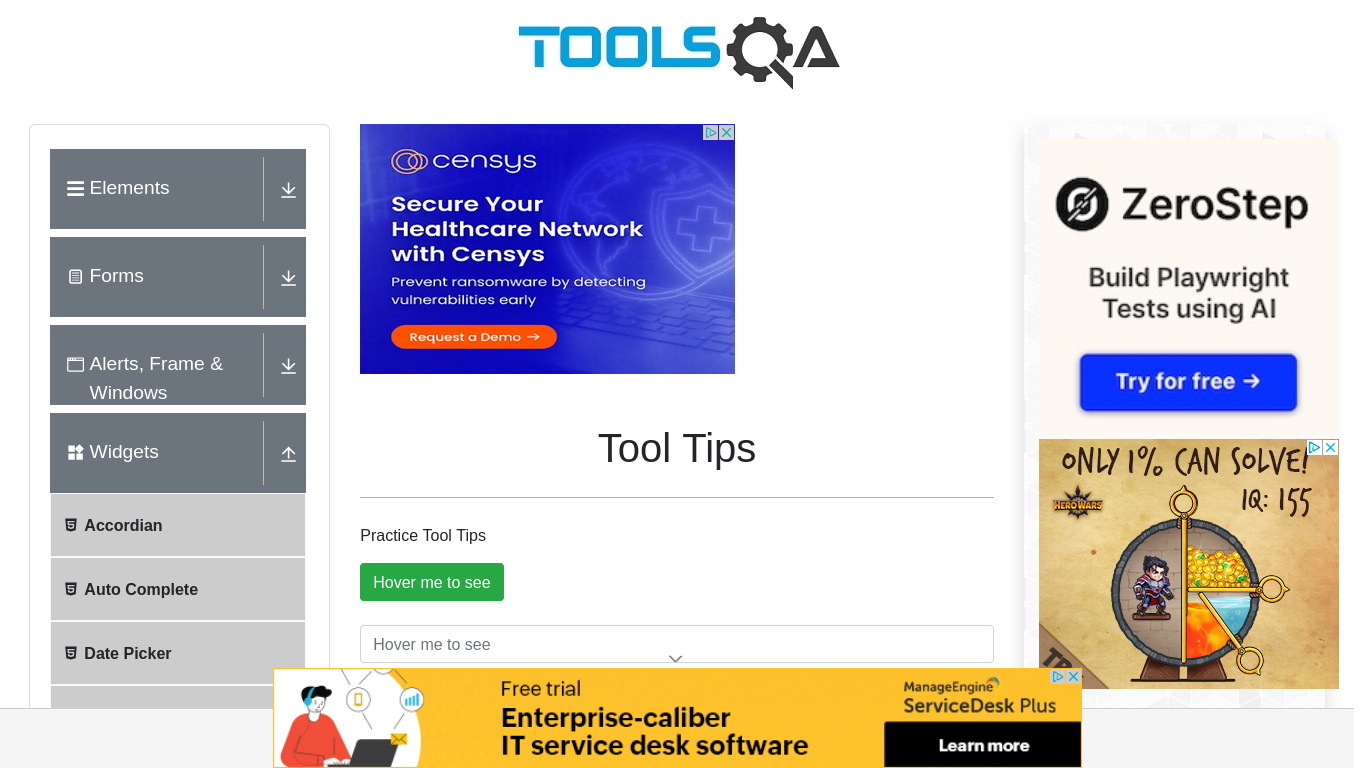 TOOLSQA
Elements
Forms
Alerts, Frame &
Windows
Widgets
Accordian
Auto Complete
Date Picker
censys
Secure Your
Healthcare Network
with Censys
Prevent ransomware by detecting
vulnerabilities early
Request a Demo →
Tool Tips
Practice Tool Tips
Hover me to see
Hover me to see
ZeroStep
Build Playwright
Tests using AI
Try for free →
ONLY 1% CAN SOLVE!
IQ: 155
HERO WARS
Free trial
Enterprise-caliber
IT service desk software
ManageEngine
ServiceDesk Plus
Learn more